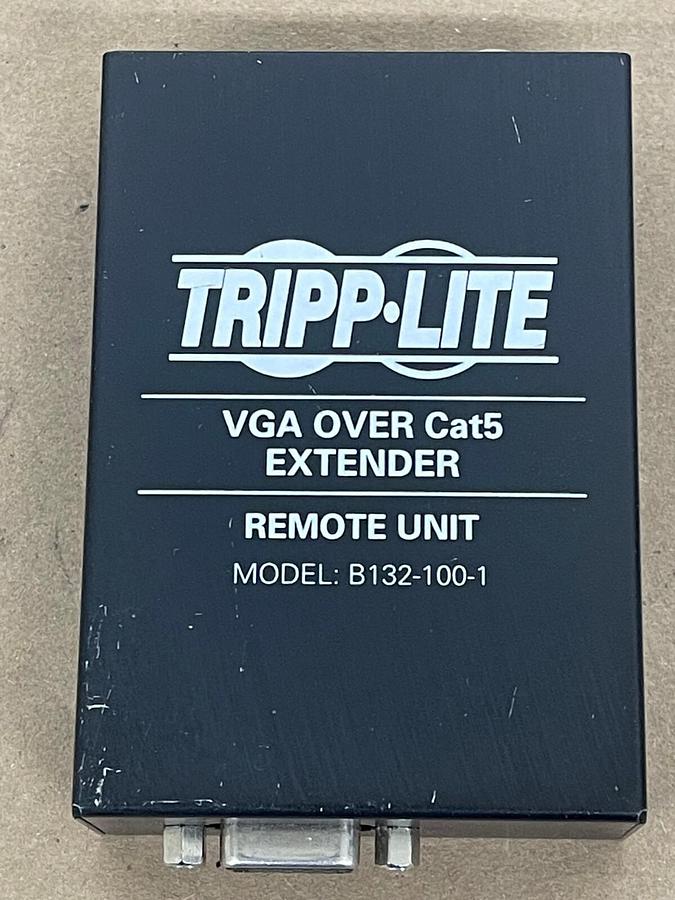 TRIPP·LITE
VGA OVER Cat5
EXTENDER
REMOTE UNIT
MODEL: B132-100-1